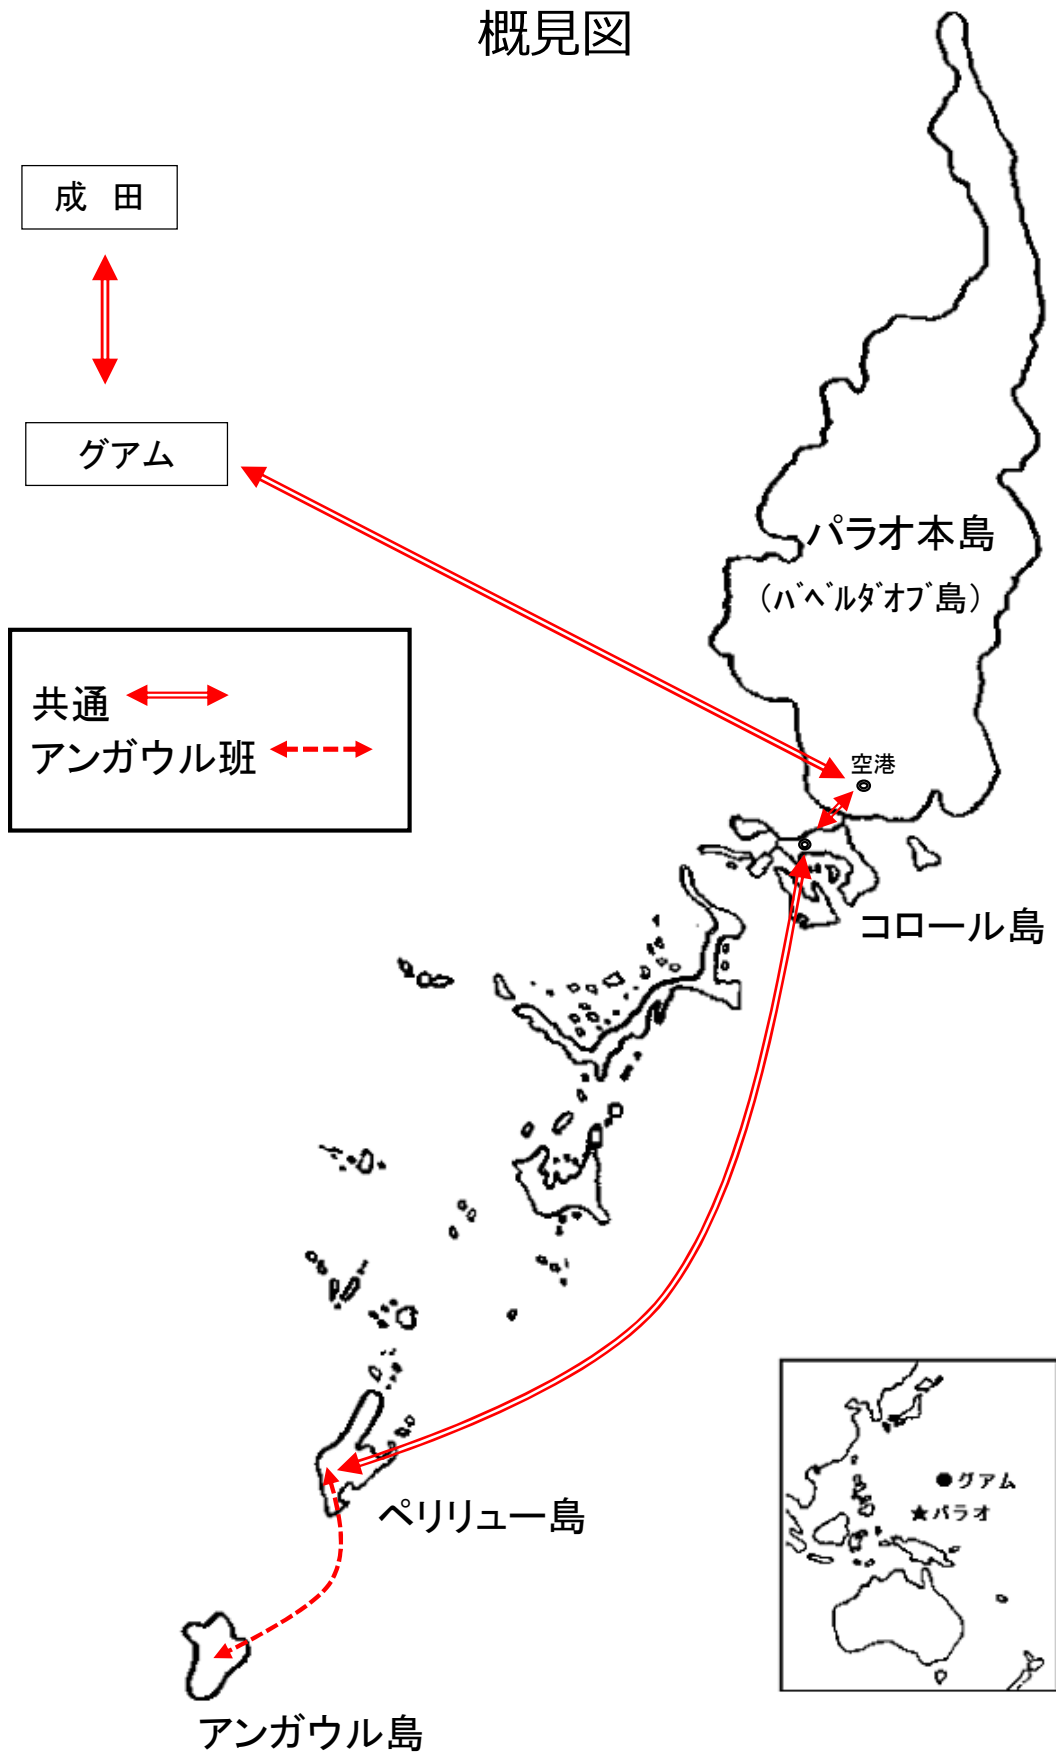 概見図
成　田
グアム
パラオ本島
（ﾊﾞﾍﾞﾙﾀﾞｵﾌﾞ島）
共通
アンガウル班
空港
コロール島
ペリリュー島
●グアム
★パラオ
アンガウル島